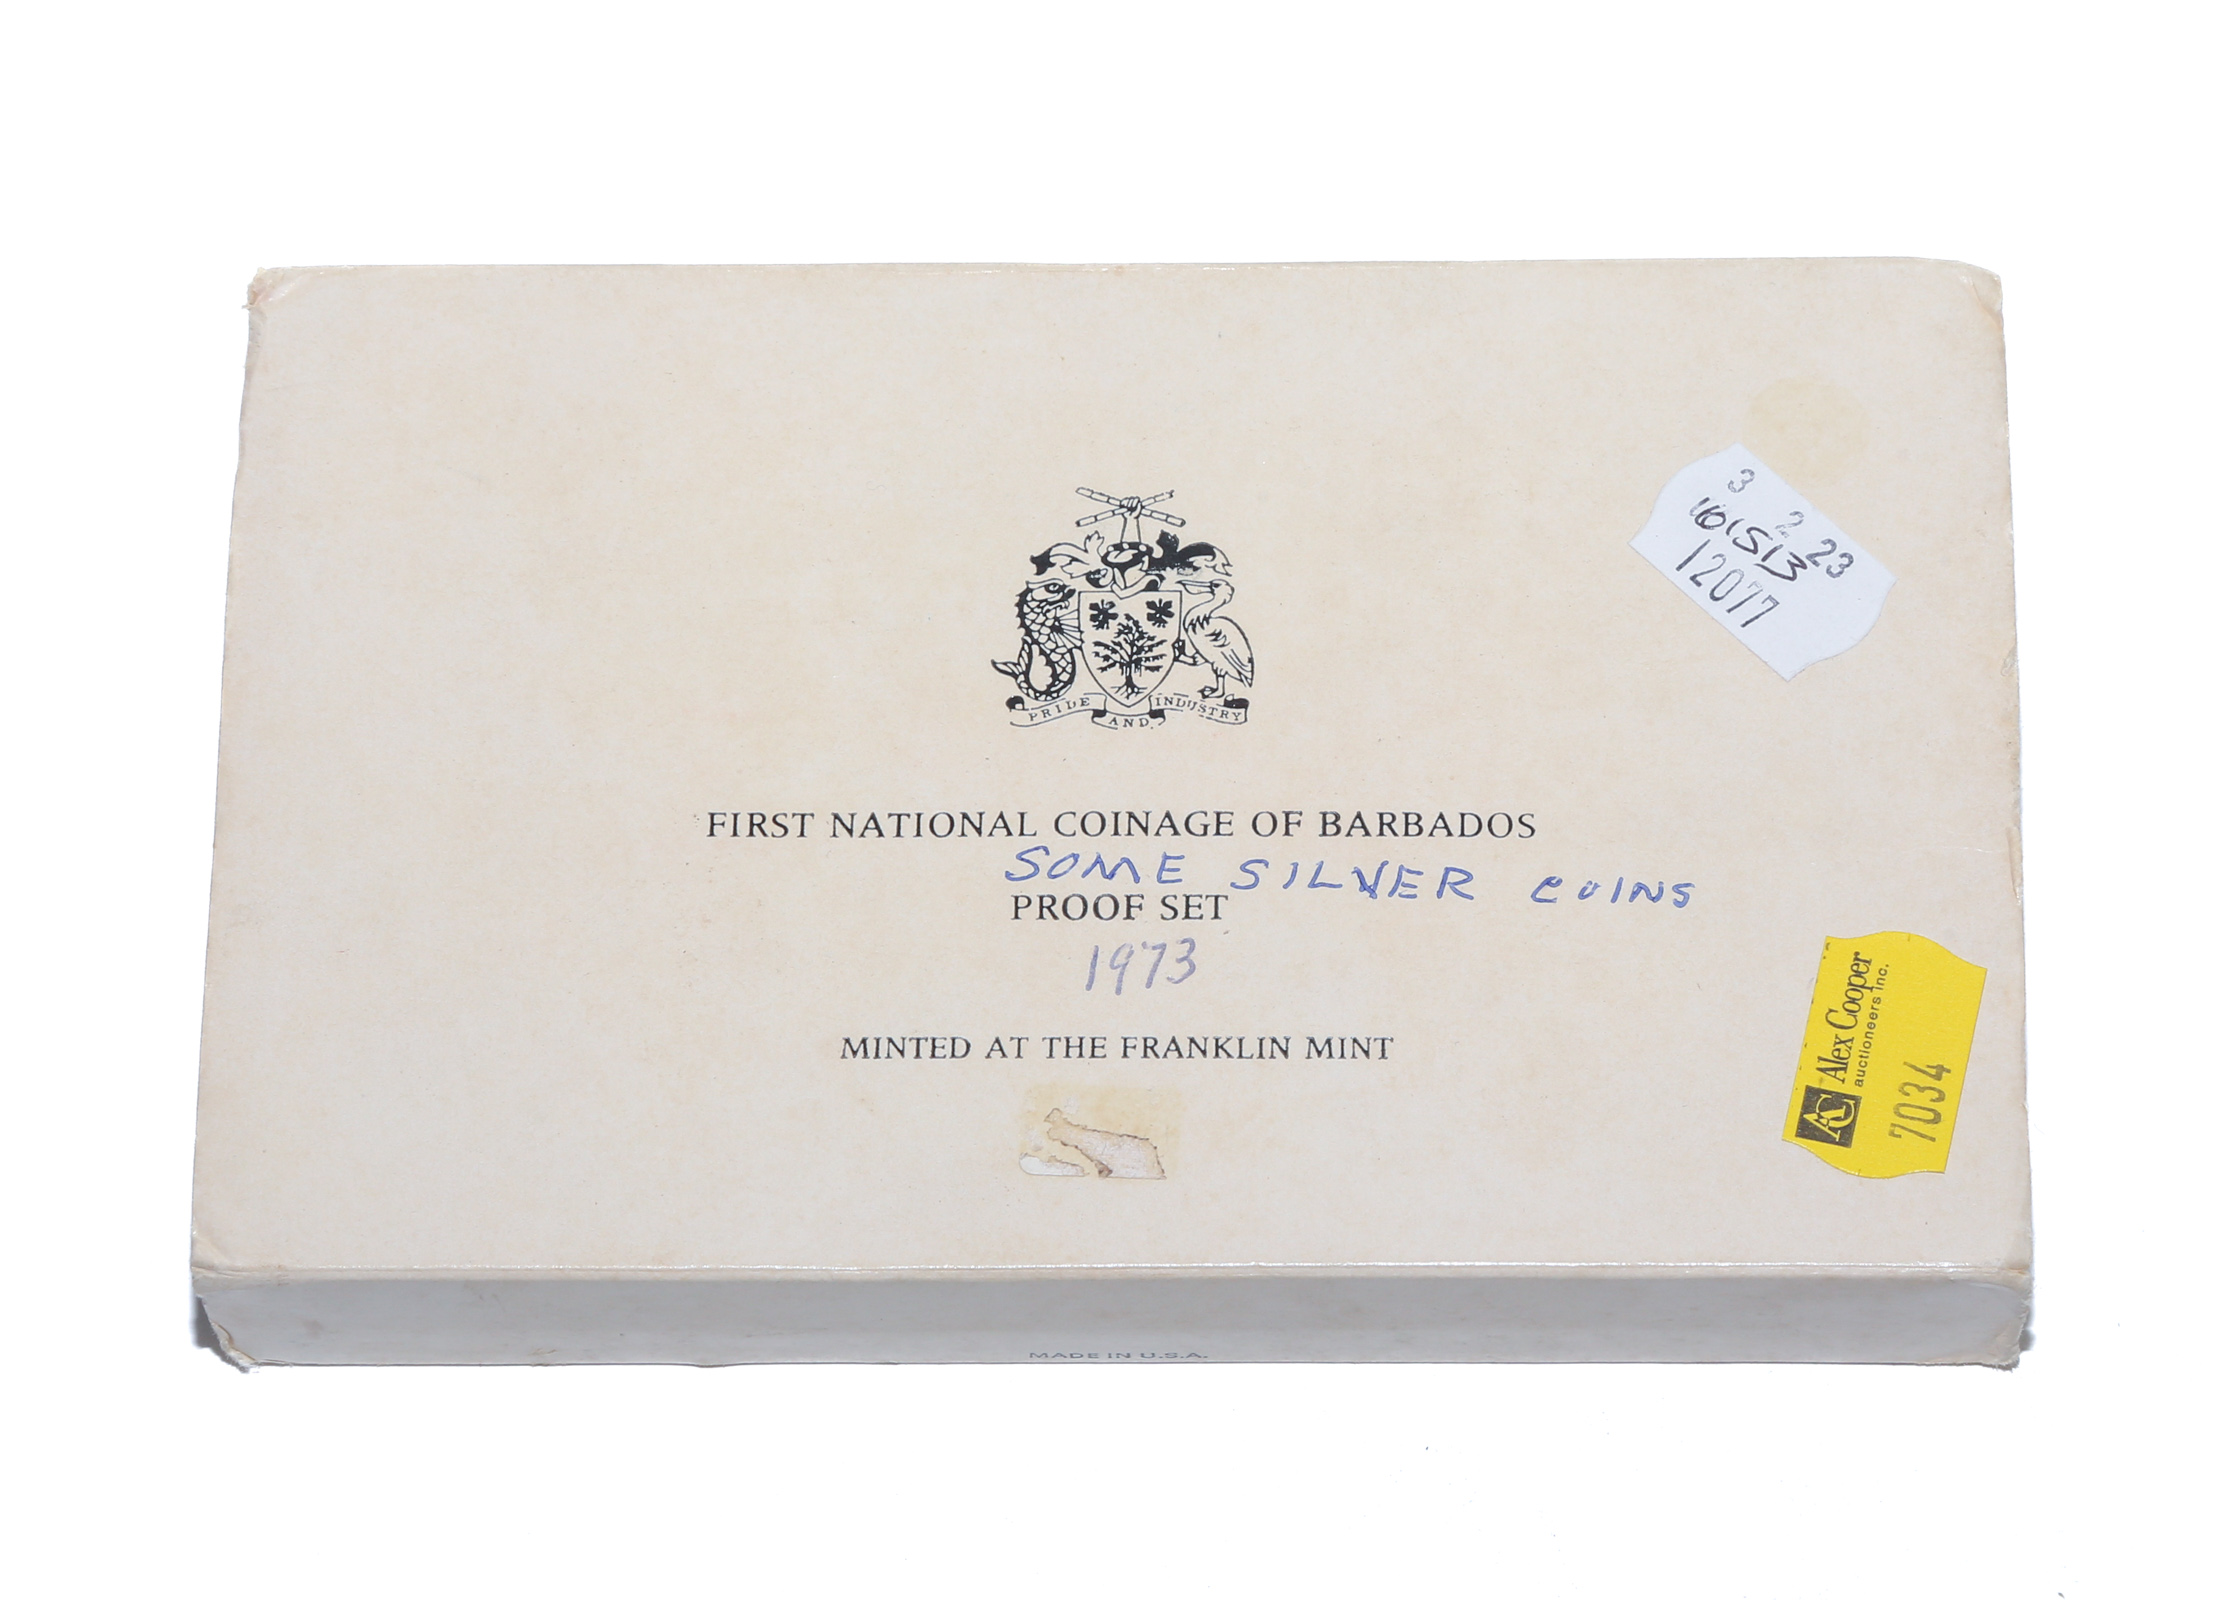 3 2 23
12077
PRIDE AND INDUSTRY
FIRST NATIONAL COINAGE OF BARBADOS
SOME SILVER COINS
PROOF SET
1973
MINTED AT THE FRANKLIN MINT
AC Alex Cooper
auctioneers inc.
7034
MADE IN U.S.A.